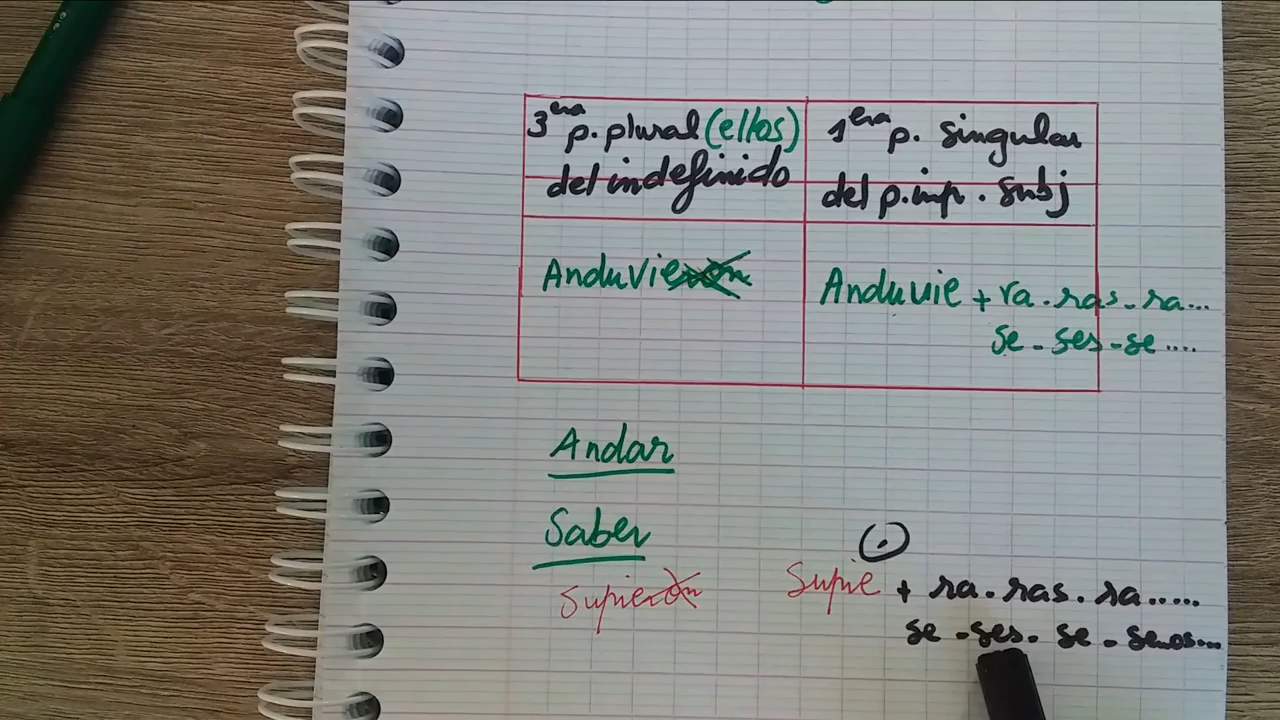 3era p. plural (ellos)
del indefinido
1era p. singular
del p.imp. subj
Anduvieron
Anduvie + ra. ras. ra...
se - ses - se ....
Andar
Saber
Supieron
Supie + ra. ras. ra.....
se - ses. se - semos...